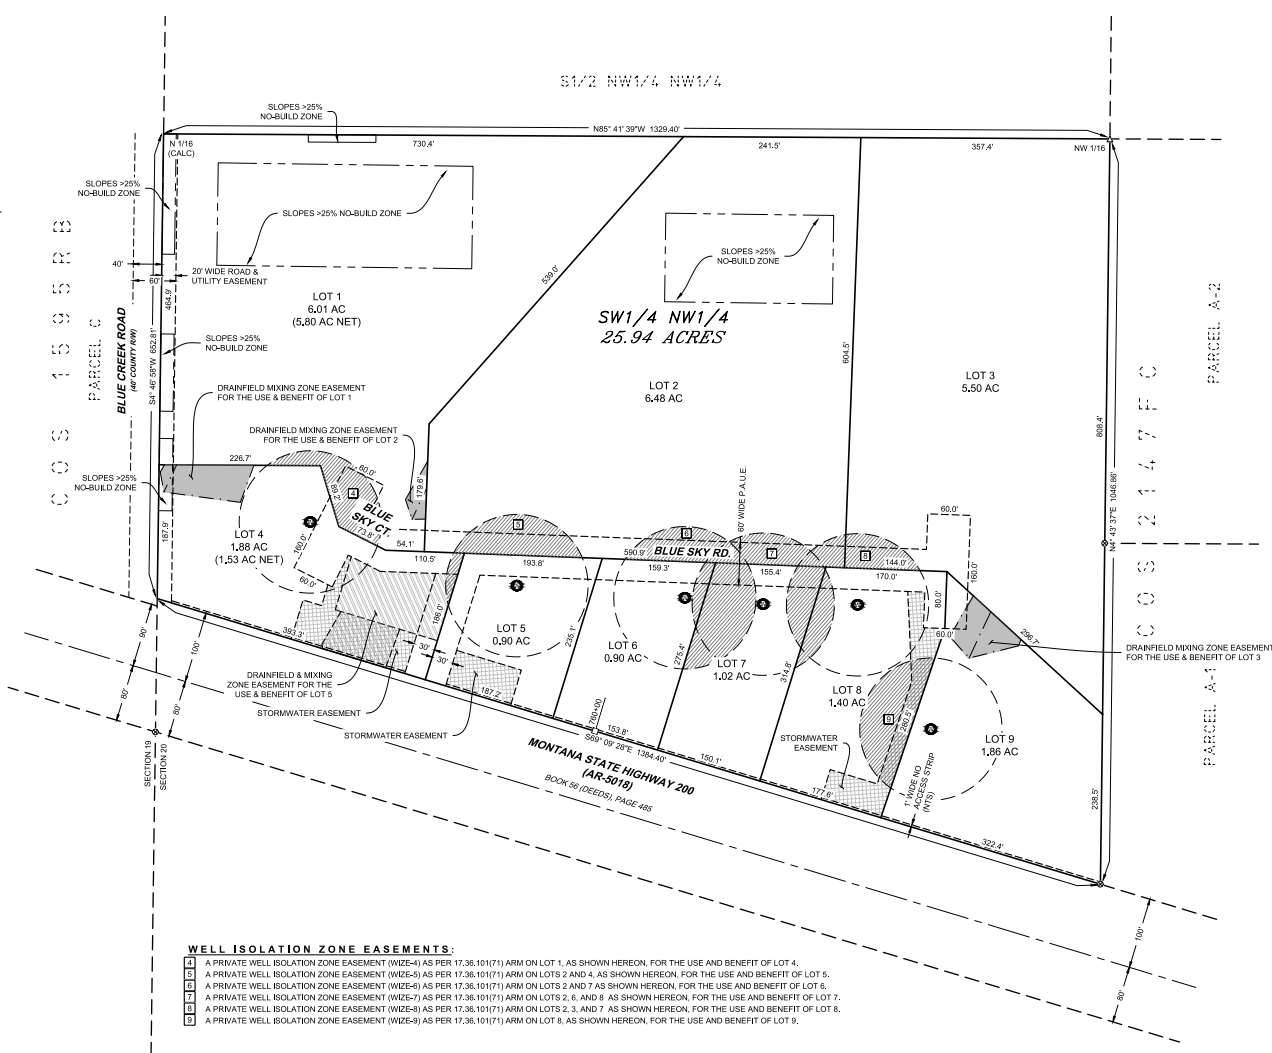 S1/2 NW1/4 NW1/4
SLOPES >25%
NO-BUILD ZONE
N85° 41' 39"W 1329.40'
N 1/16
(CALC)
730.4'
241.5'
357.4'
NW 1/16
SLOPES >25%
NO-BUILD ZONE
SLOPES >25% NO-BUILD ZONE
SLOPES >25%
NO-BUILD ZONE
40'
60'
20' WIDE ROAD &
UTILITY EASEMENT
539.0'
464.9'
LOT 1
6.01 AC
(5.80 AC NET)
SW1/4 NW1/4
25.94 ACRES
COS 1595RB
PARCEL C
BLUE CREEK ROAD
(40' COUNTY R/W)
S4° 46' 58"W 652.81'
SLOPES >25%
NO-BUILD ZONE
604.5'
LOT 2
6.48 AC
LOT 3
5.50 AC
808.4'
COS 2147FC
PARCEL A-2
DRAINFIELD MIXING ZONE EASEMENT
FOR THE USE & BENEFIT OF LOT 1
DRAINFIELD MIXING ZONE EASEMENT
FOR THE USE & BENEFIT OF LOT 2
226.7'
60.0'
SLOPES >25%
NO-BUILD ZONE
4
89.2'
179.6'
60' WIDE P.A.U.E.
60.0'
187.9'
LOT 4
1.88 AC
(1.53 AC NET)
BLUE
SKY CT.
73.8'
160.0'
60.0'
54.1'
110.5'
5
6
7
8
193.8'
590.9'
BLUE SKY RD.
159.3'
155.4'
144.0'
170.0'
160.0'
N4° 43' 37"E 1046.86'
393.3'
186.0'
30'
30'
LOT 5
0.90 AC
235.1'
LOT 6
0.90 AC
275.4'
LOT 7
1.02 AC
314.8'
80.0'
60.0'
296.7'
DRAINFIELD MIXING ZONE EASEMENT
FOR THE USE & BENEFIT OF LOT 3
90'
100'
80'
80'
DRAINFIELD & MIXING
ZONE EASEMENT FOR THE
USE & BENEFIT OF LOT 5
STORMWATER EASEMENT
STORMWATER EASEMENT
187.2'
760+00
153.8'
S69° 09' 26"E 1384.40'
LOT 8
1.40 AC
9
280.5'
STORMWATER
EASEMENT
LOT 9
1.86 AC
PARCEL A-1
SECTION 19
SECTION 20
MONTANA STATE HIGHWAY 200
(AR-5018)
BOOK 56 (DEEDS), PAGE 485
150.1'
177.6'
1' WIDE NO
ACCESS STRIP
(NTS)
322.4'
238.5'
100'
80'
WELL ISOLATION ZONE EASEMENTS:
4 A PRIVATE WELL ISOLATION ZONE EASEMENT (WIZE-4) AS PER 17.36.101(71) ARM ON LOT 1, AS SHOWN HEREON, FOR THE USE AND BENEFIT OF LOT 4.
5 A PRIVATE WELL ISOLATION ZONE EASEMENT (WIZE-5) AS PER 17.36.101(71) ARM ON LOTS 2 AND 4, AS SHOWN HEREON, FOR THE USE AND BENEFIT OF LOT 5.
6 A PRIVATE WELL ISOLATION ZONE EASEMENT (WIZE-6) AS PER 17.36.101(71) ARM ON LOTS 2 AND 7 AS SHOWN HEREON, FOR THE USE AND BENEFIT OF LOT 6.
7 A PRIVATE WELL ISOLATION ZONE EASEMENT (WIZE-7) AS PER 17.36.101(71) ARM ON LOTS 2, 6, AND 8 AS SHOWN HEREON, FOR THE USE AND BENEFIT OF LOT 7.
8 A PRIVATE WELL ISOLATION ZONE EASEMENT (WIZE-8) AS PER 17.36.101(71) ARM ON LOTS 2, 3, AND 7 AS SHOWN HEREON, FOR THE USE AND BENEFIT OF LOT 8.
9 A PRIVATE WELL ISOLATION ZONE EASEMENT (WIZE-9) AS PER 17.36.101(71) ARM ON LOT 8, AS SHOWN HEREON, FOR THE USE AND BENEFIT OF LOT 9.